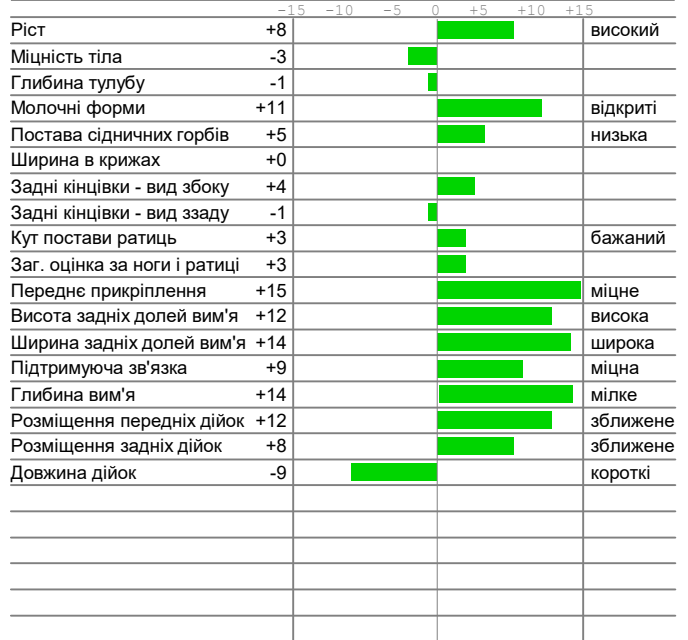 -15 -10 -5 0 +5 +10 +15
Ріст +8 високий
Міцність тіла -3
Глибина тулубу -1
Молочні форми +11 відкриті
Постава сідничних горбів +5 низька
Ширина в крижах +0
Задні кінцівки - вид збоку +4
Задні кінцівки - вид ззаду -1
Кут постави ратиць +3 бажаний
Заг. оцінка за ноги і ратиці +3
Переднє прикріплення +15 міцне
Висота задніх долей вим'я +12 висока
Ширина задніх долей вим'я +14 широка
Підтримуюча зв'язка +9 міцна
Глибина вим'я +14 мілке
Розміщення передніх дійок +12 зближене
Розміщення задніх дійок +8 зближене
Довжина дійок -9 короткі